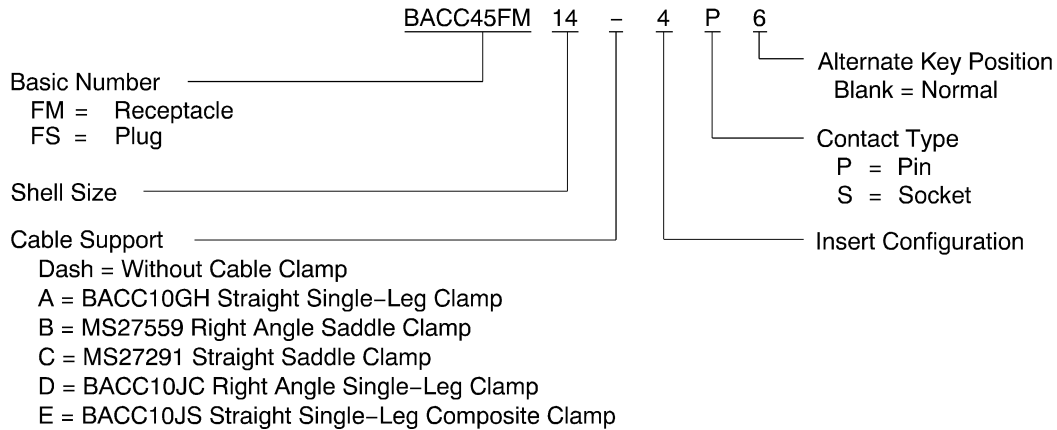 BACC45FM 14 – 4 P 6
Basic Number
FM = Receptacle
FS = Plug
Shell Size
Cable Support
Dash = Without Cable Clamp
A = BACC10GH Straight Single–Leg Clamp
B = MS27559 Right Angle Saddle Clamp
C = MS27291 Straight Saddle Clamp
D = BACC10JC Right Angle Single–Leg Clamp
E = BACC10JS Straight Single–Leg Composite Clamp
Alternate Key Position
Blank = Normal
Contact Type
P = Pin
S = Socket
Insert Configuration